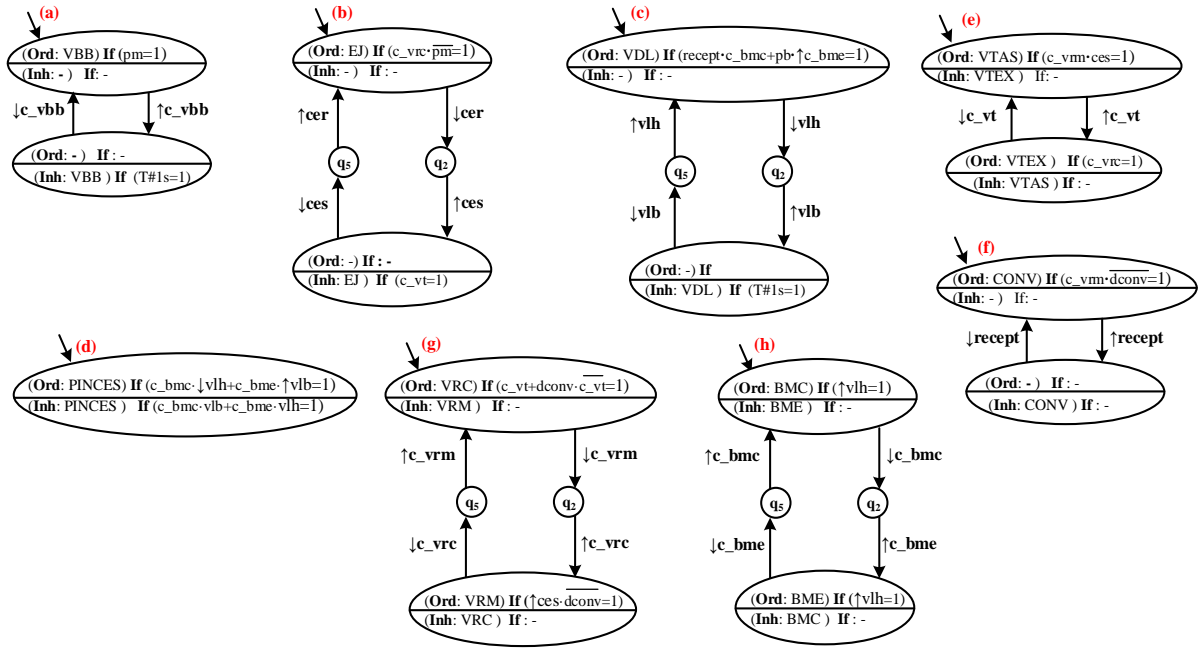 (a)
(Ord: VBB) If (pm=1)
(Inh: -) If: -
↓c_vbb
↑c_vbb
(Ord: -) If : -
(Inh: VBB ) If (T#1s=1)
(b)
(Ord: EJ) If (c_vrc·p̅m̅=1)
(Inh: - ) If : -
↑cer
↓cer
q5
q2
↓ces
↑ces
(Ord: -) If : -
(Inh: EJ ) If (c_vt=1)
(c)
(Ord: VDL) If (recept·c_bmc+pb·↑c_bme=1)
(Inh: - ) If : -
↑vlh
↓vlh
q5
q2
↓vlb
↑vlb
(Ord: -) If
(Inh: VDL ) If (T#1s=1)
(e)
(Ord: VTAS) If (c_vrm·ces=1)
(Inh: VTEX ) If: -
↓c_vt
↑c_vt
(Ord: VTEX ) If (c_vrc=1)
(Inh: VTAS) If : -
(f)
(Ord: CONV) If (c_vrm·d̅c̅o̅n̅v̅=1)
(Inh: - ) If: -
↓recept
↑recept
(Ord: -) If : -
(Inh: CONV ) If : -
(d)
(Ord: PINCES) If (c_bmc·↓vlh+c_bme·↑vlb=1)
(Inh: PINCES ) If (c_bmc·vlb+c_bme·vlh=1)
(g)
(Ord: VRC) If (c_vt+dconv·c̅_̅v̅t̅=1)
(Inh: VRM ) If : -
↑c_vrm
↓c_vrm
q5
q2
↓c_vrc
↑c_vrc
(Ord: VRM) If (↑ces·d̅c̅o̅n̅v̅=1)
(Inh: VRC ) If : -
(h)
(Ord: BMC) If (↑vlh=1)
(Inh: BME ) If : -
↑c_bmc
↓c_bmc
q5
q2
↓c_bme
↑c_bme
(Ord: BME) If (↑vlh=1)
(Inh: BMC ) If : -